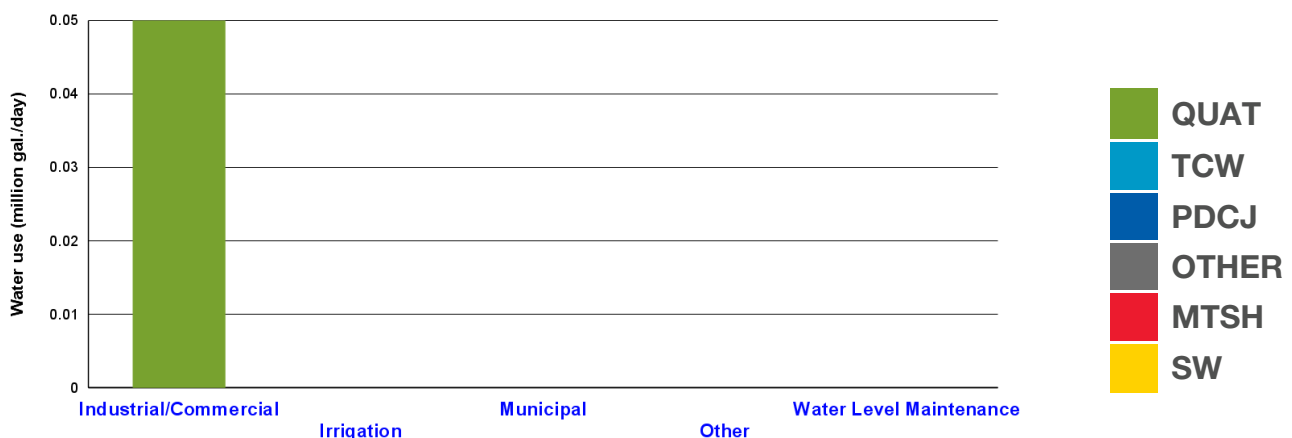 Water use (million gal./day)
0.05
0.04
0.03
0.02
0.01
0
Industrial/Commercial
Irrigation
Municipal
Other
Water Level Maintenance
QUAT
TCW
PDCJ
OTHER
MTSH
SW